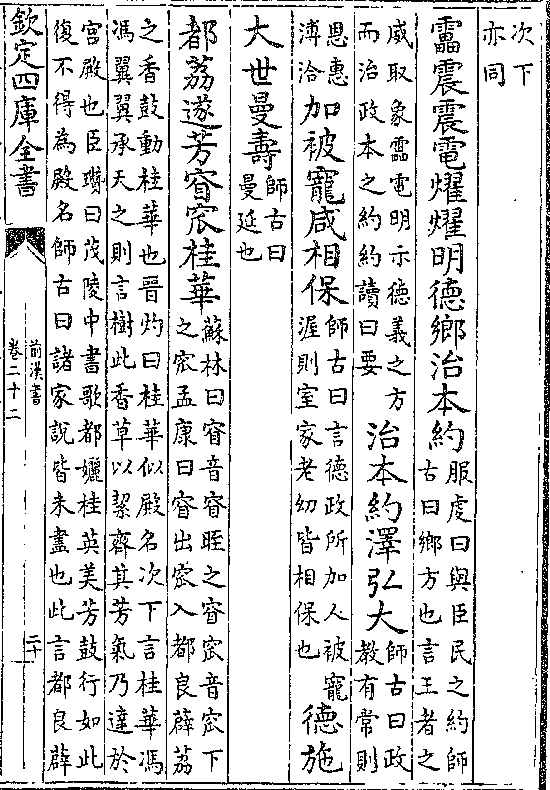 次下
亦同
靁震震電燿燿明德鄉治本約
服虔曰與臣民之約師
古曰鄉方也言王者之
威取象靁電明示德義之方
而治政本之約約讀曰要
治本約澤弘大
師古曰政
教有常則
恩惠
溥洽
加被寵咸相保
師古曰言德政所加人被寵
渥則室家老幼皆相保也
德施
大世曼壽
師古曰
曼延也
都荔遂芳窅窊桂華
蘇林曰窅音窅眰之窅窊音窊下
之窊孟康曰窅出窊入都良薜荔
之香鼓動桂華也晉灼曰桂華似殿名次下言桂華馮
馮翼翼承天之則言樹此香草以絜齊其芳氣乃達於
宮殿也臣瓚曰茂陵中書歌都孋桂英美芳鼓行如此
復不得為殿名師古曰諸家說皆未盡也此言都良薜
欽定四庫全書
前漢書
卷二十二
二十